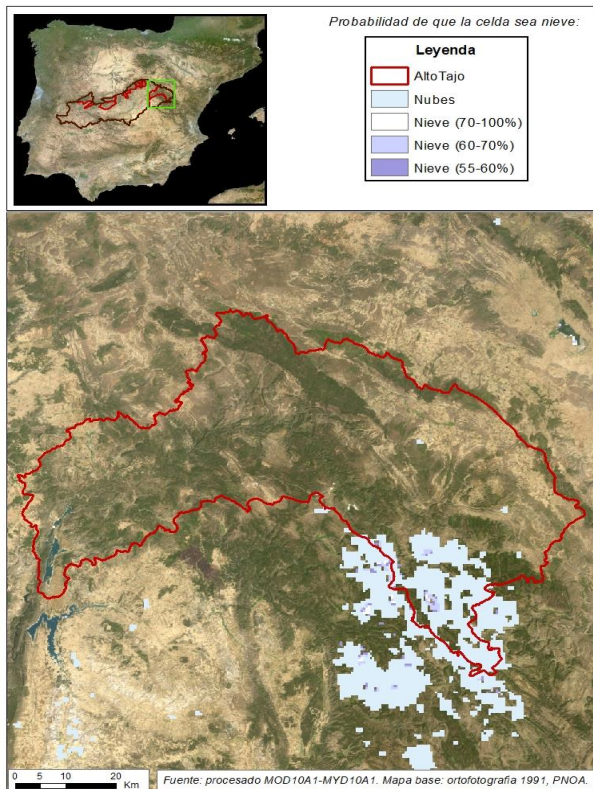 Probabilidad de que la celda sea nieve:
Leyenda
AltoTajo
Nubes
Nieve (70-100%)
Nieve (60-70%)
Nieve (55-60%)
0 5 10 20
Km
Fuente: procesado MOD10A1-MYD10A1. Mapa base: ortofotografia 1991, PNOA.